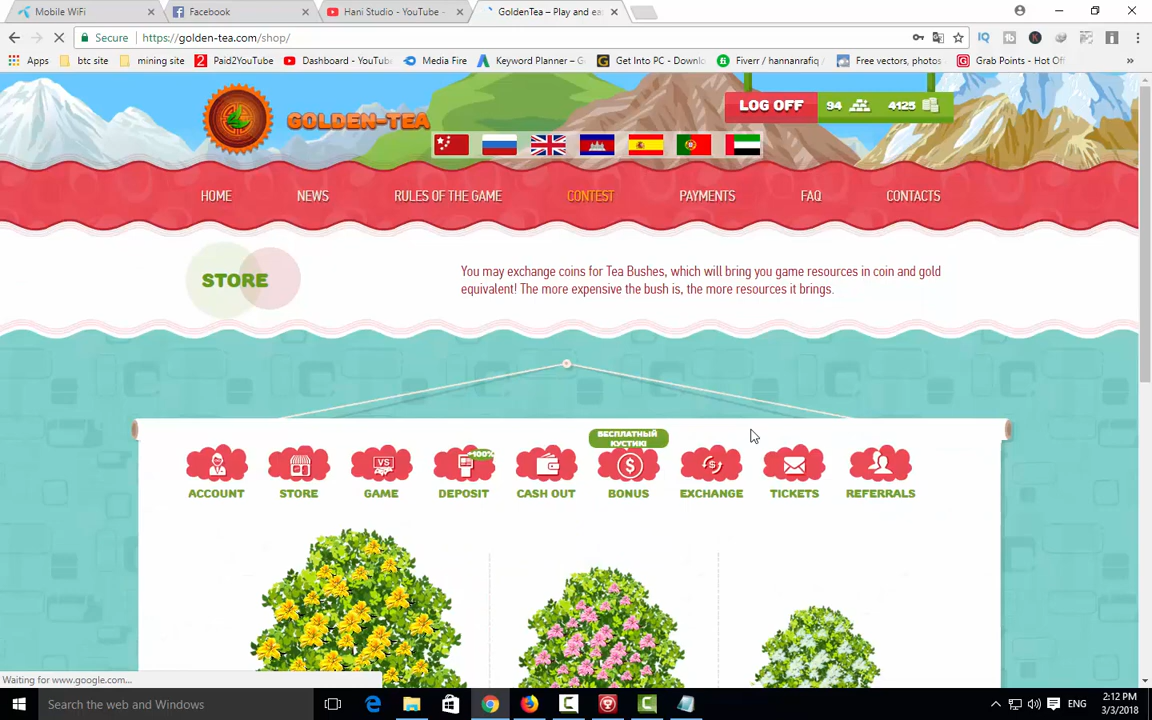 Mobile WiFi
Facebook
Hani Studio - YouTube -
GoldenTea – Play and ea
Secure
https://golden-tea.com/shop/
Apps
btc site
mining site
Paid2YouTube
Dashboard - YouTube
Media Fire
Keyword Planner – G
Get Into PC - Downlo
Fiverr / hannanrafiq /
Free vectors, photos
Grab Points - Hot Off
GOLDEN-TEA
LOG OFF
94
4125
HOME
NEWS
RULES OF THE GAME
CONTEST
PAYMENTS
FAQ
CONTACTS
STORE
You may exchange coins for Tea Bushes, which will bring you game resources in coin and gold
equivalent! The more expensive the bush is, the more resources it brings.
БЕСПЛАТНЫЙ
КУСТИК!
VS
+100%
ACCOUNT
STORE
GAME
DEPOSIT
CASH OUT
BONUS
EXCHANGE
TICKETS
REFERRALS
Waiting for www.google.com...
Search the web and Windows
ENG
2:12 PM
3/3/2018